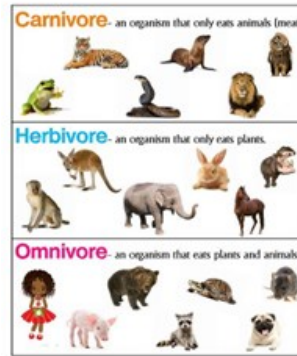 Carnivore- an organism that only eats animals (mea
Herbivore- an organism that only eats plants.
Omnivore- an organism that eats plants and animals